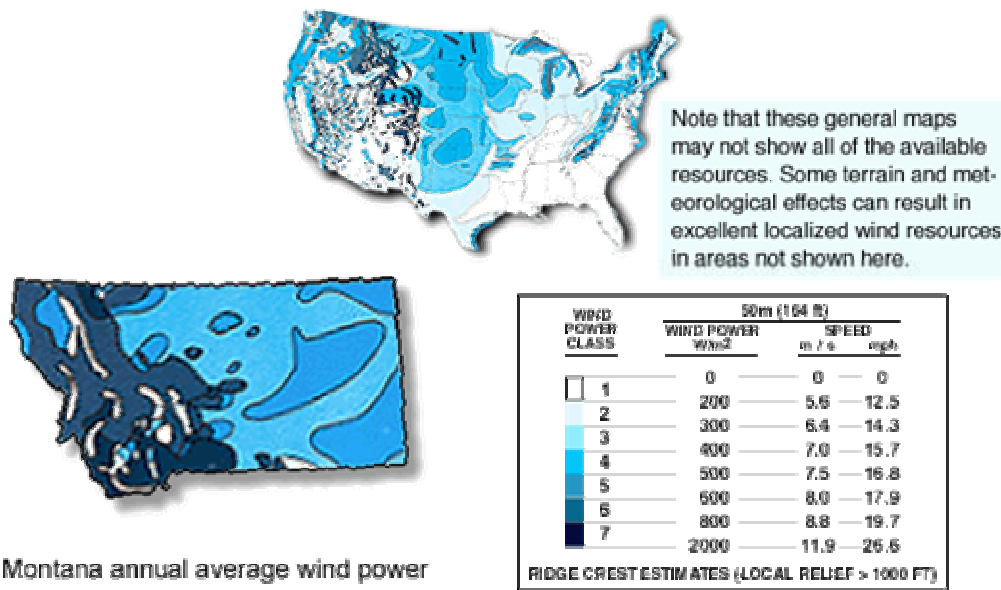 Note that these general maps
may not show all of the available
resources. Some terrain and met-
eorological effects can result in
excellent localized wind resources
in areas not shown here.
WIND POWER CLASS
50m (164 ft)
WIND POWER W/m2
SPEED
m / s mph
0 0 0
1
200 5.6 12.5
2
300 6.4 14.3
3
400 7.0 15.7
4
500 7.5 16.8
5
600 8.0 17.9
6
800 8.8 19.7
7
2000 11.9 26.6
RIDGE CREST ESTIMATES (LOCAL RELIEF > 1000 FT)
Montana annual average wind power